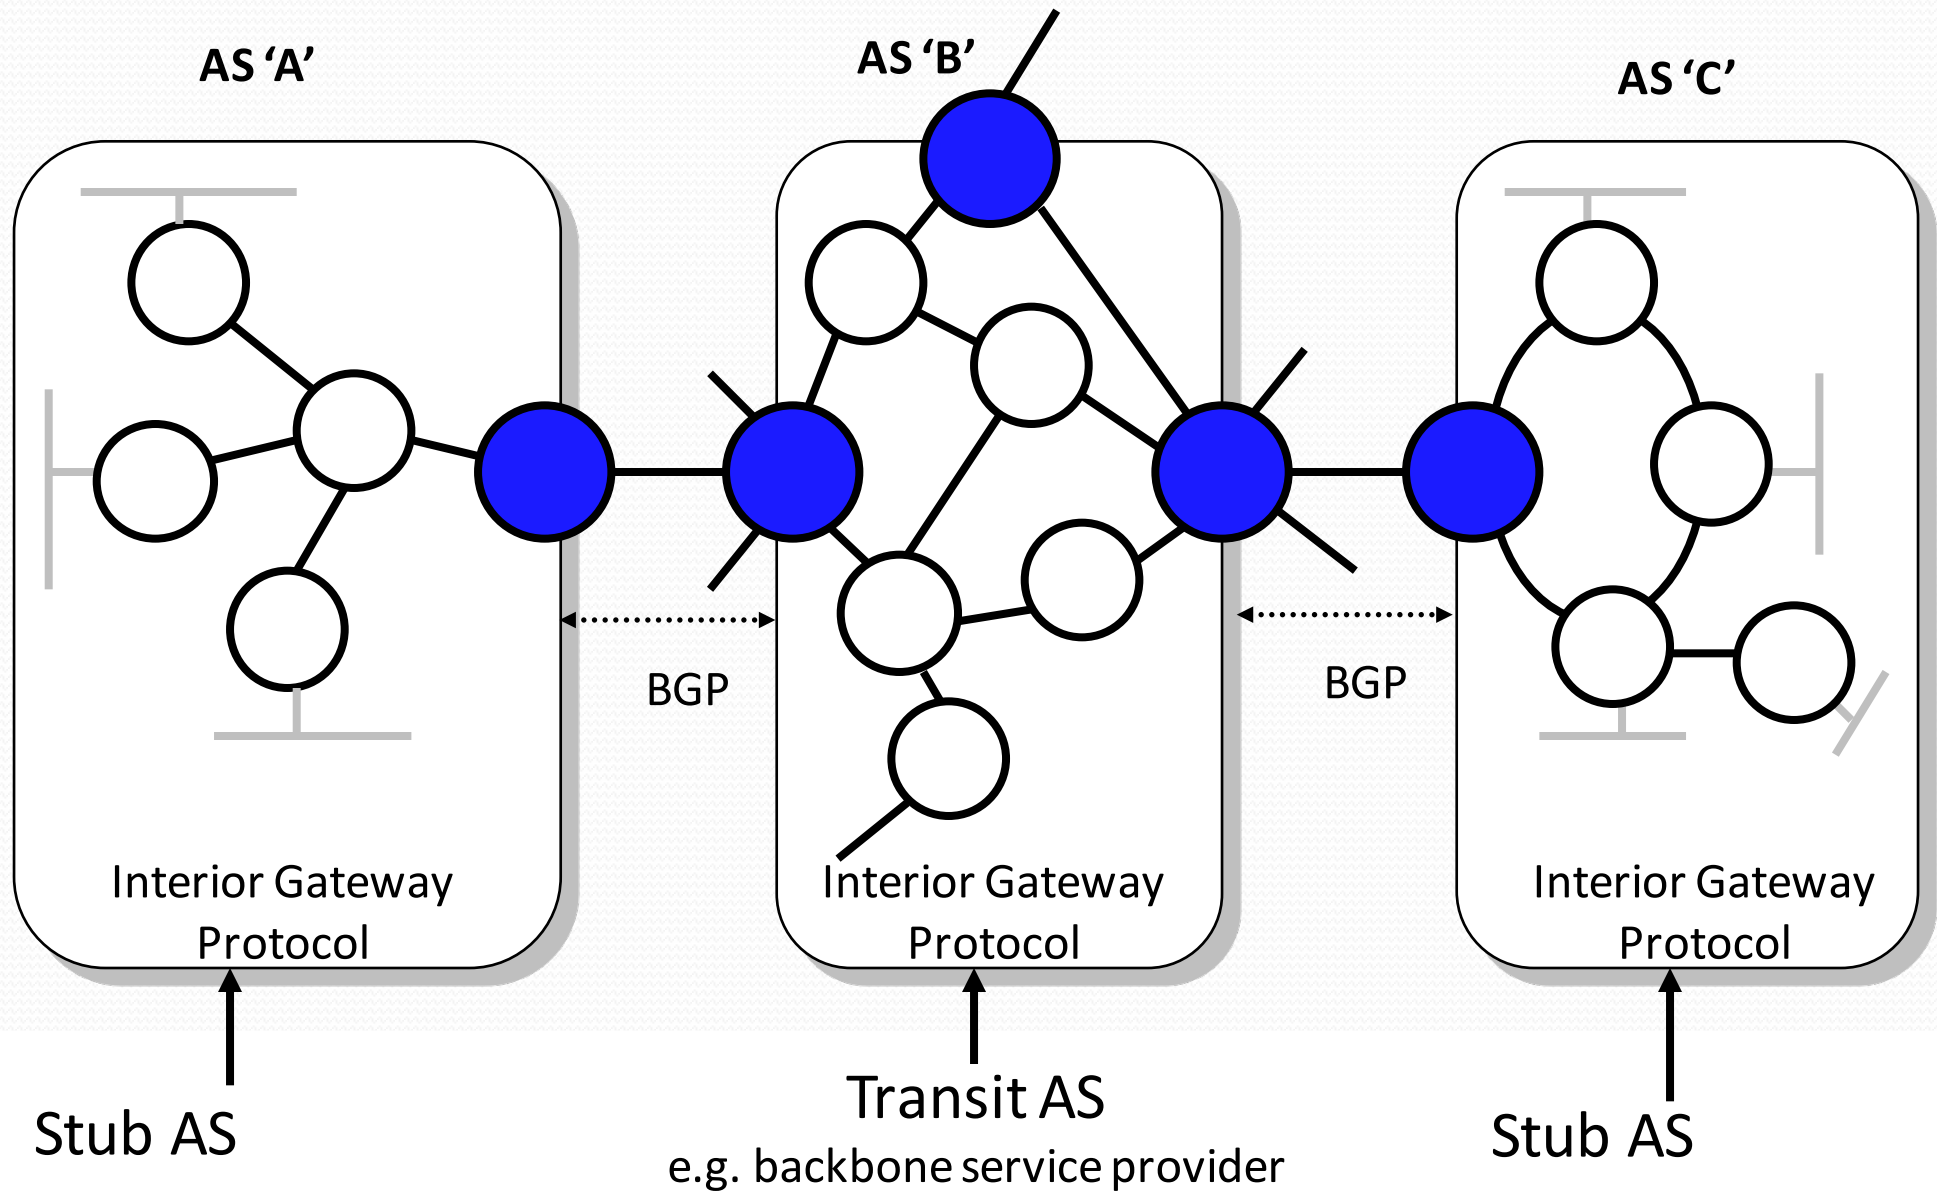 AS ‘A’
AS ‘B’
AS ‘C’
BGP
BGP
Interior Gateway
Protocol
Interior Gateway
Protocol
Interior Gateway
Protocol
Stub AS
Transit AS
e.g. backbone service provider
Stub AS